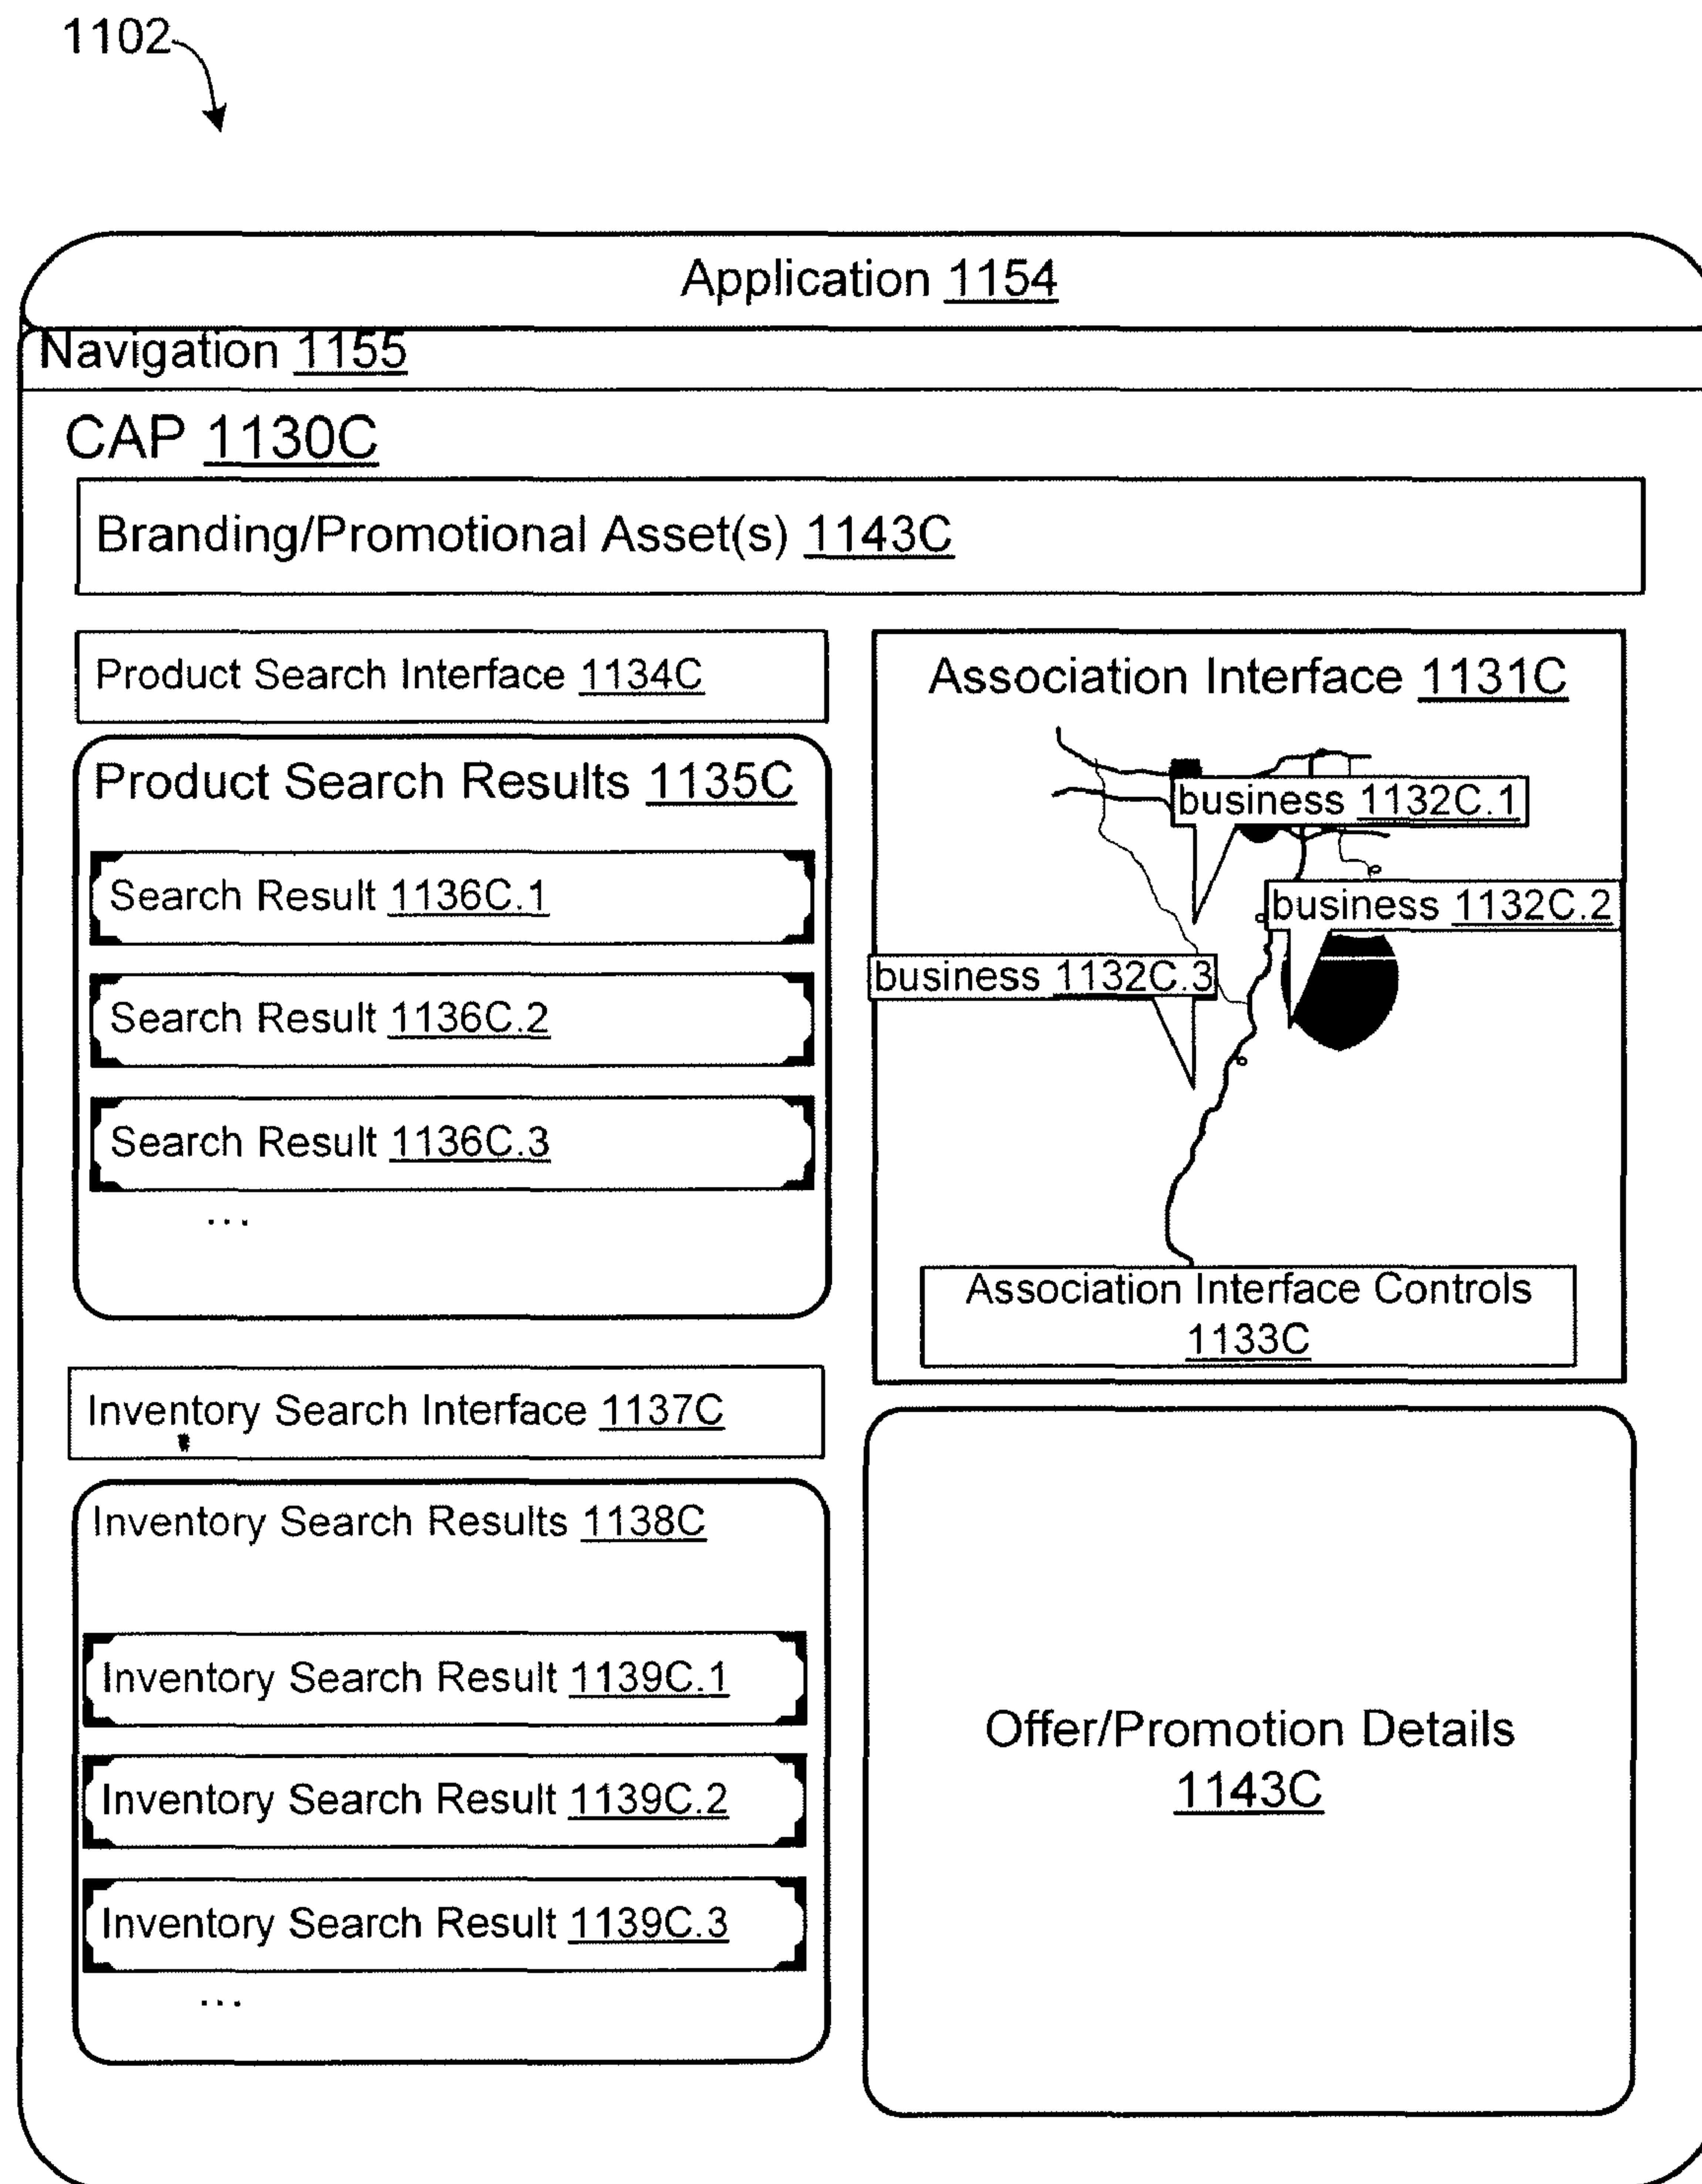 1102
Application 1154
Navigation 1155
CAP 1130C
Branding/Promotional Asset(s) 1143C
Product Search Interface 1134C
Product Search Results 1135C
Search Result 1136C.1
Search Result 1136C.2
Search Result 1136C.3
...
Association Interface 1131C
business 1132C.1
business 1132C.2
business 1132C.3
Association Interface Controls
1133C
Inventory Search Interface 1137C
Inventory Search Results 1138C
Inventory Search Result 1139C.1
Inventory Search Result 1139C.2
Inventory Search Result 1139C.3
...
Offer/Promotion Details
1143C